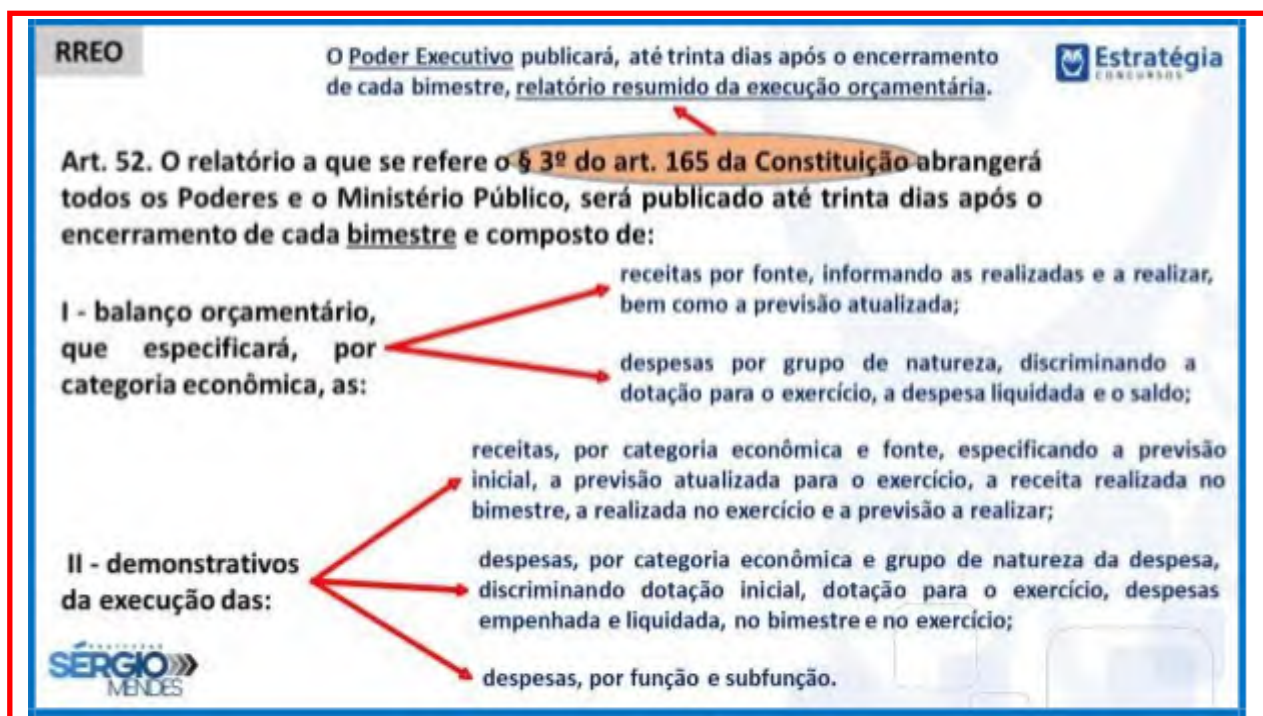 RREO
O Poder Executivo publicará, até trinta dias após o encerramento
de cada bimestre, relatório resumido da execução orçamentária.
Estratégia
CONCURSOS
Art. 52. O relatório a que se refere o § 3º do art. 165 da Constituição abrangerá
todos os Poderes e o Ministério Público, será publicado até trinta dias após o
encerramento de cada bimestre e composto de:
I - balanço orçamentário,
que especificará, por
categoria econômica, as:
receitas por fonte, informando as realizadas e a realizar,
bem como a previsão atualizada;
despesas por grupo de natureza, discriminando a
dotação para o exercício, a despesa liquidada e o saldo;
II - demonstrativos
da execução das:
receitas, por categoria econômica e fonte, especificando a previsão
inicial, a previsão atualizada para o exercício, a receita realizada no
bimestre, a realizada no exercício e a previsão a realizar;
despesas, por categoria econômica e grupo de natureza da despesa,
discriminando dotação inicial, dotação para o exercício, despesas
empenhada e liquidada, no bimestre e no exercício;
despesas, por função e subfunção.
PROFESSOR
SÉRGIO
MENDES